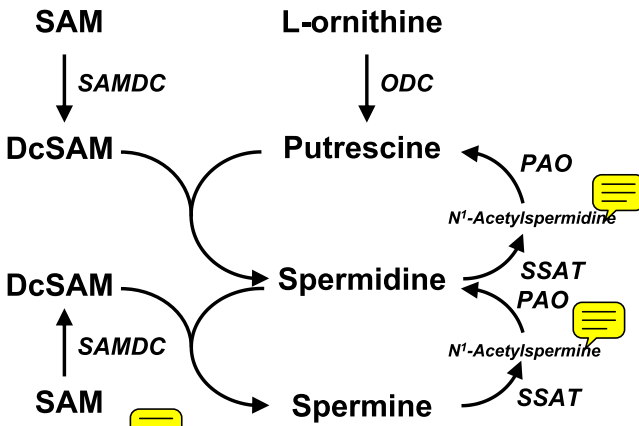 SAM L-ornithine
SAMDC ODC
DcSAM Putrescine
PAO
N¹-Acetylspermidine
DcSAM Spermidine SSAT
PAO
SAMDC N¹-Acetylspermine
SAM Spermine SSAT